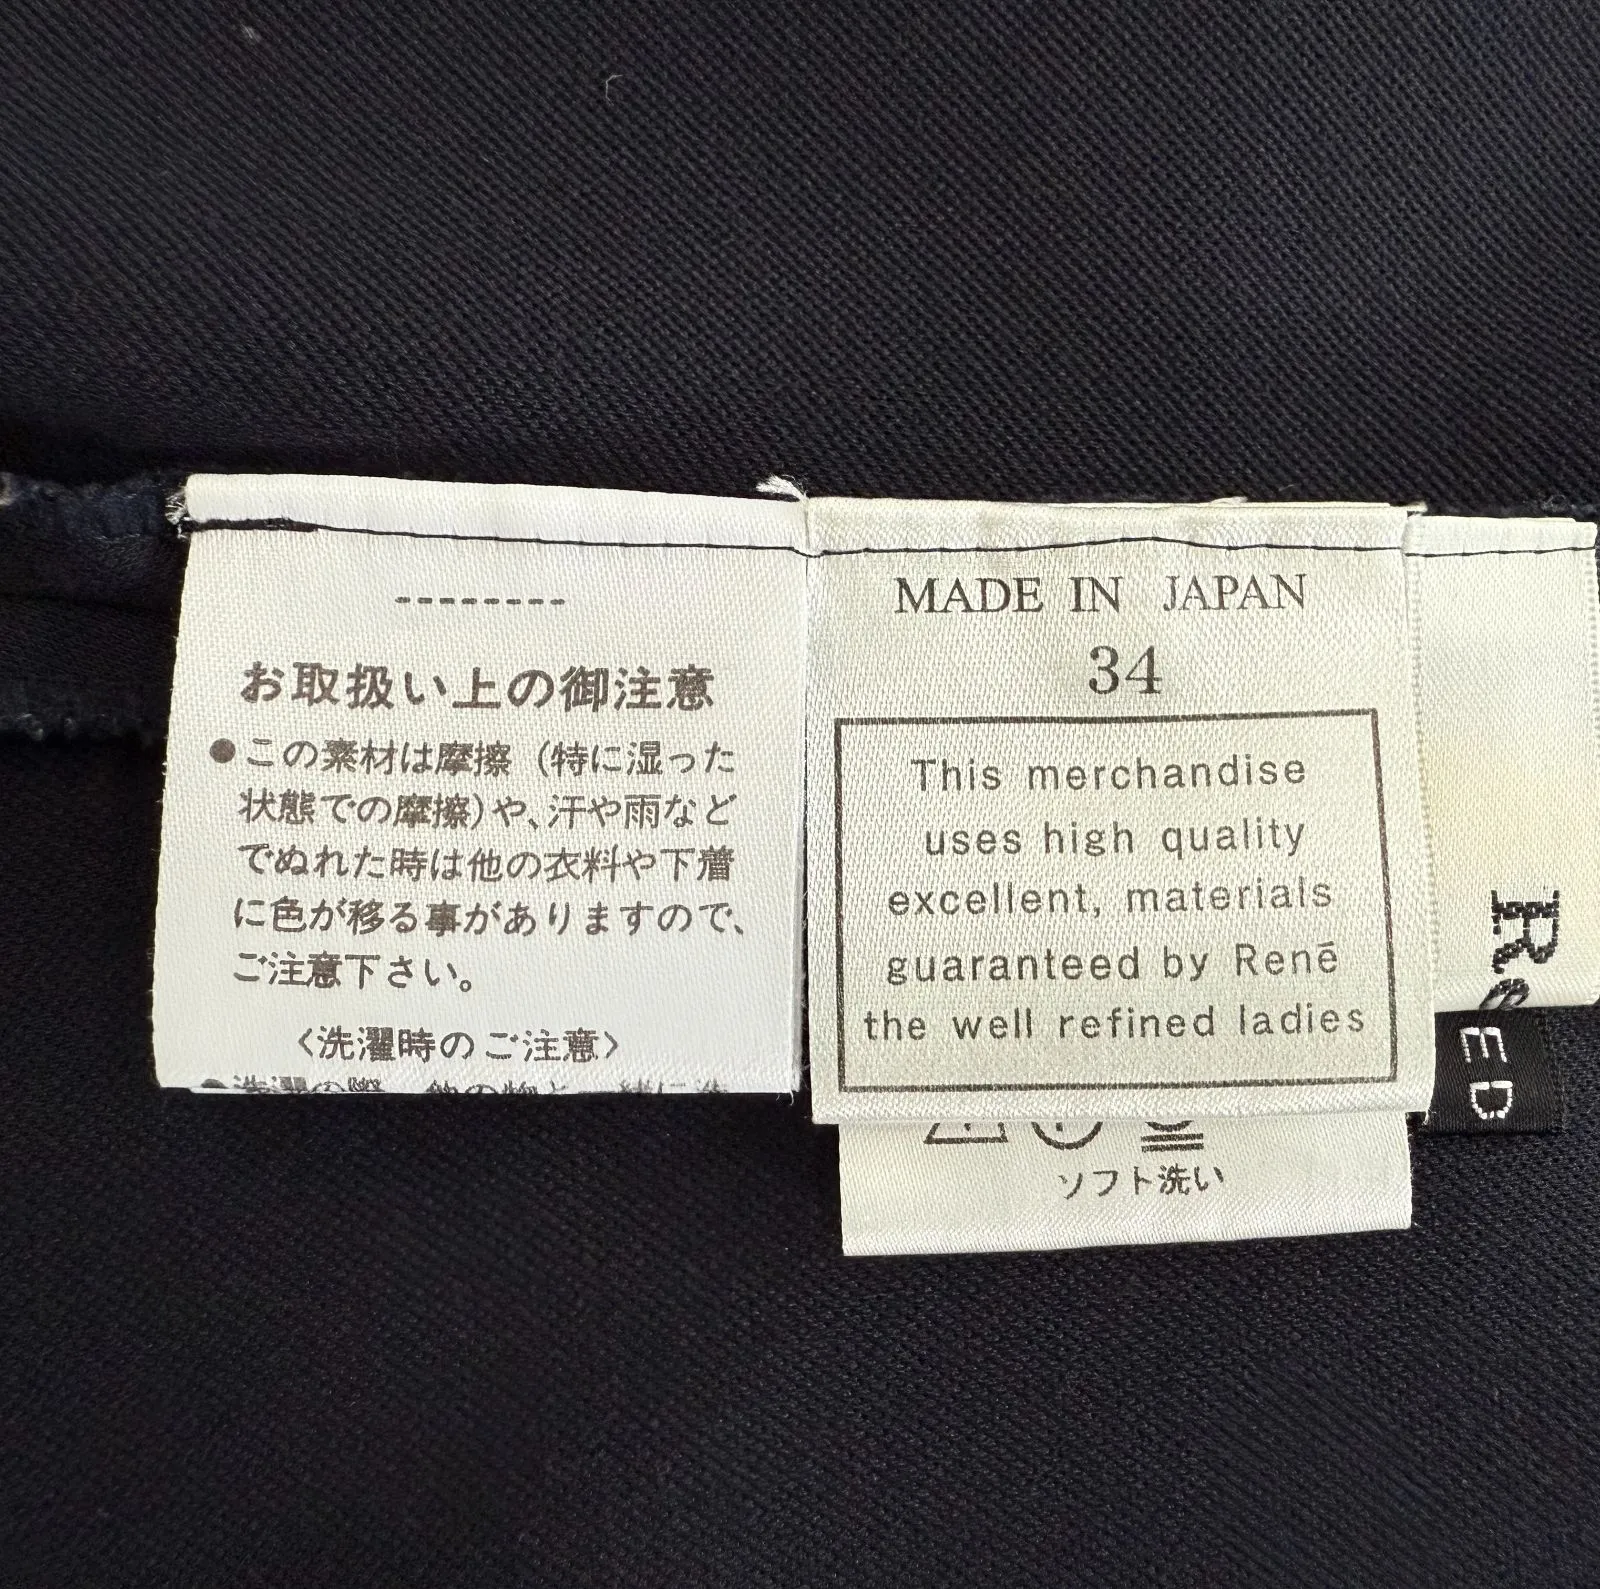 --------
お取扱い上の御注意
●この素材は摩擦（特に湿った
状態での摩擦）や、汗や雨など
でぬれた時は他の衣料や下着
に色が移る事がありますので、
ご注意下さい。
〈洗濯時のご注意〉
MADE IN JAPAN
34
This merchandise
uses high quality
excellent, materials
guaranteed by Renē
the well refined ladies
ソフト洗い
ED